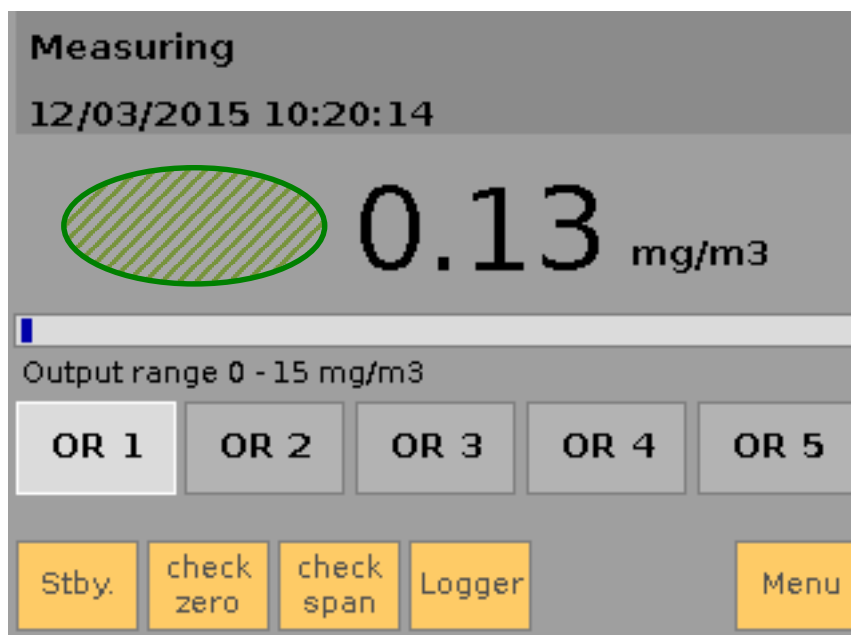 Measuring
12/03/2015 10:20:14
0.13 mg/m3
Output range 0 - 15 mg/m3
OR 1 OR 2 OR 3 OR 4 OR 5
Stby. check zero check span Logger Menu